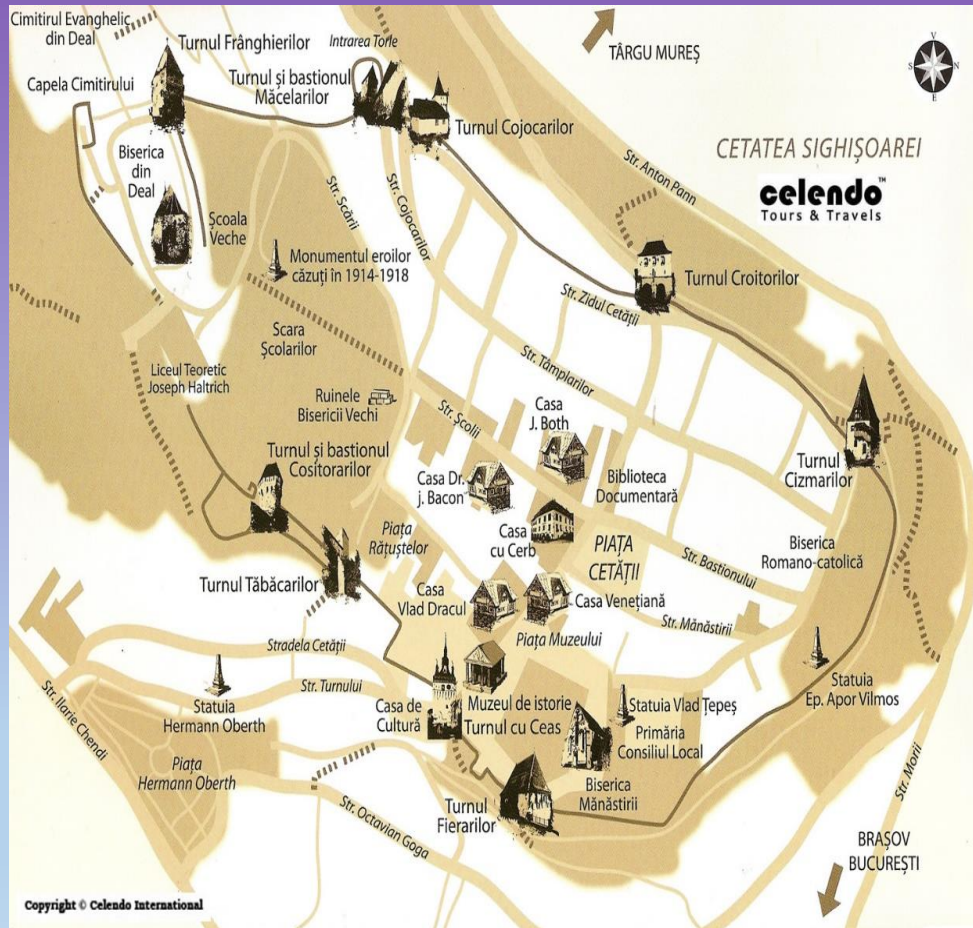 Cimitirul Evanghelic
din Deal
Turnul Frânghierilor
Intrarea Torle
TÂRGU MUREȘ
V
S
N
E
Capela Cimitirului
Turnul și bastionul
Măcelarilor
Turnul Cojocarilor
CETATEA SIGHIȘOAREI
celendo™
Tours & Travels
Biserica
din
Deal
Școala
Veche
Str. Scării
Str. Cojocarilor
Str. Anton Pann
Monumentul eroilor
căzuți în 1914-1918
Turnul Croitorilor
Str. Zidul Cetății
Scara
Școlarilor
Str. Tâmplarilor
Liceul Teoretic
Joseph Haltrich
Ruinele
Bisericii Vechi
Str. Școlii
Casa
J. Both
Turnul și bastionul
Cositorarilor
Casa Dr.
j. Bacon
Biblioteca
Documentară
Turnul
Cizmarilor
Piața
Rățuștelor
Casa
cu Cerb
PIAȚA
CETĂȚII
Str. Bastionului
Biserica
Romano-catolică
Turnul Tăbăcarilor
Casa
Vlad Dracul
Casa Venețiană
Str. Mănăstirii
Stradela Cetății
Piața Muzeului
Statuia
Ep. Apor Vilmos
Str. Turnului
Statuia
Hermann Oberth
Casa de
Cultură
Muzeul de istorie
Turnul cu Ceas
Statuia Vlad Țepeș
Primăria
Consiliul Local
Str. Ilarie Chendi
Piața
Hermann Oberth
Biserica
Mănăstirii
Str. Morii
Turnul
Fierarilor
Str. Octavian Goga
BRAȘOV
BUCUREȘTI
Copyright © Celendo International